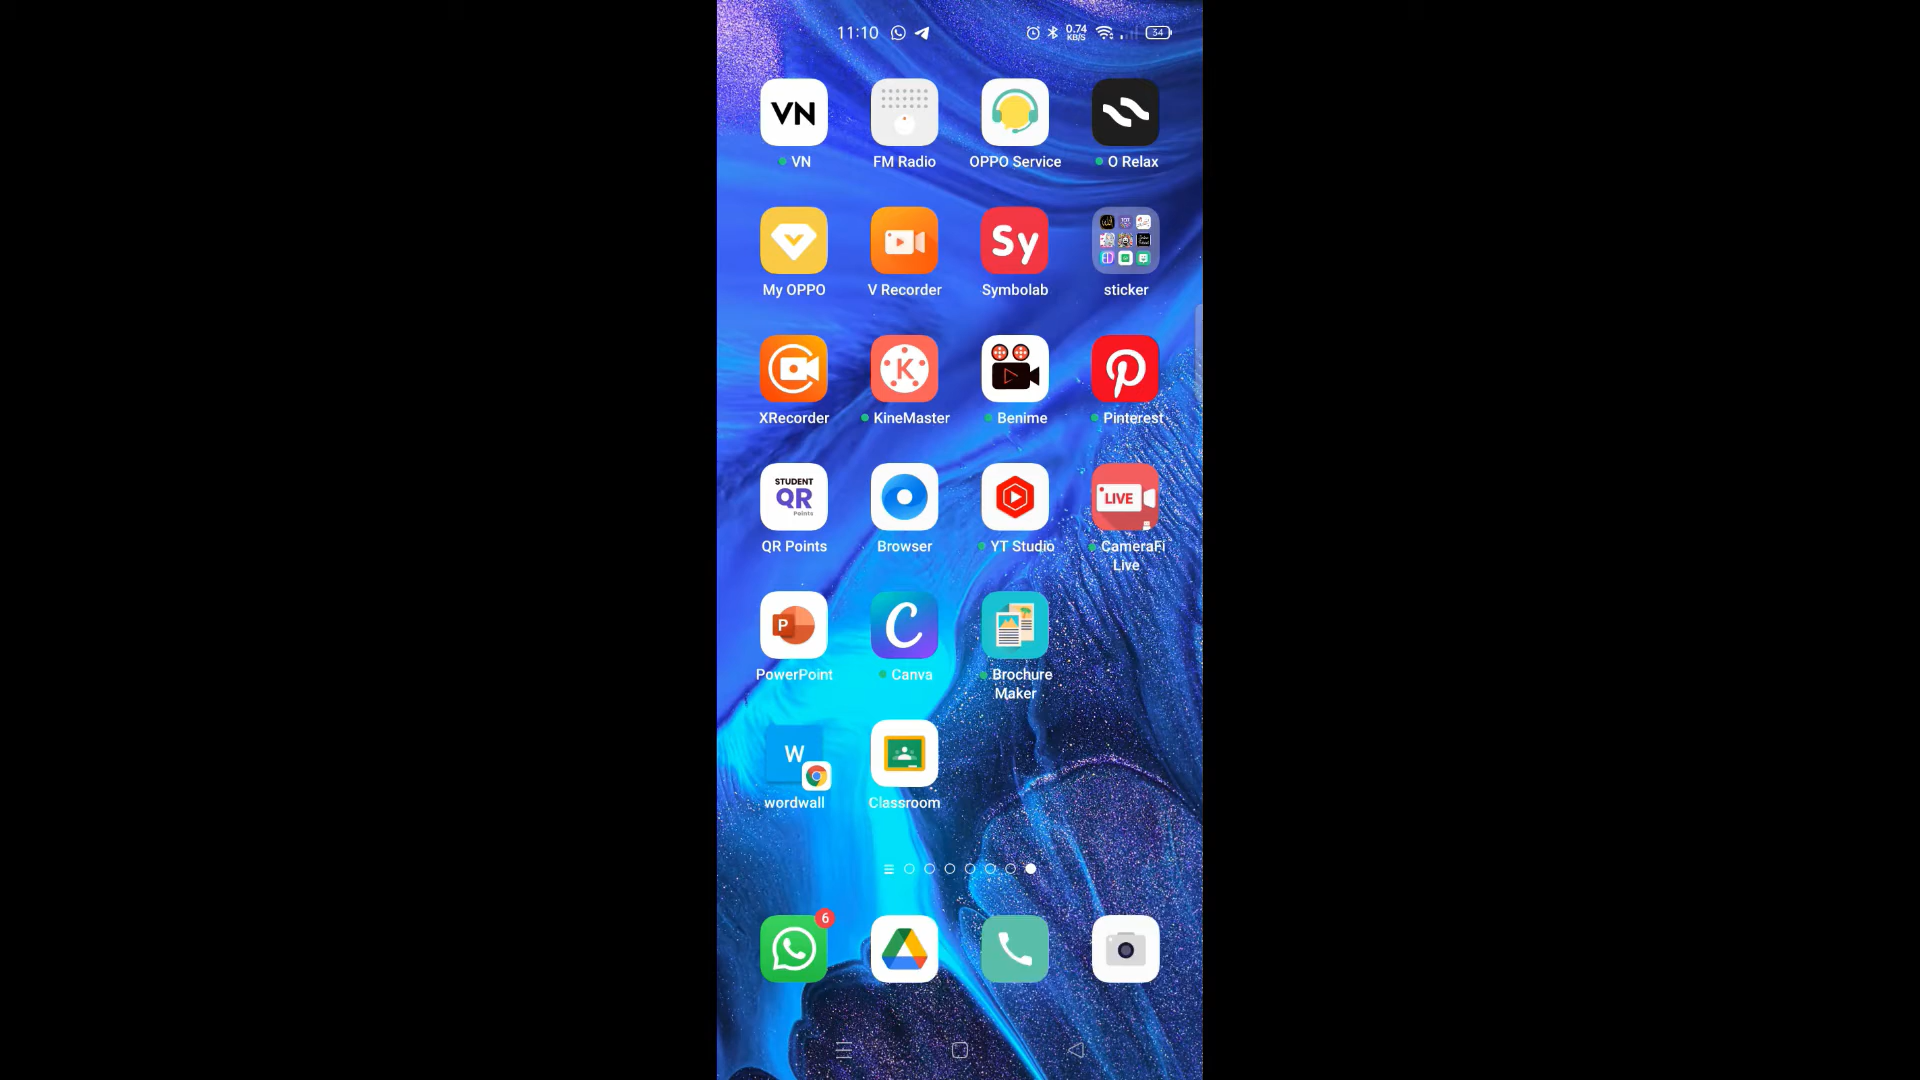 11:10 0.74 KB/S 34
VN
VN FM Radio OPPO Service O Relax
Sy
My OPPO V Recorder Symbolab sticker
K
XRecorder KineMaster Benime Pinterest
STUDENT
QR
Points
LIVE
QR Points Browser YT Studio CameraFi
Live
P C
PowerPoint Canva Brochure
Maker
W
wordwall Classroom
6